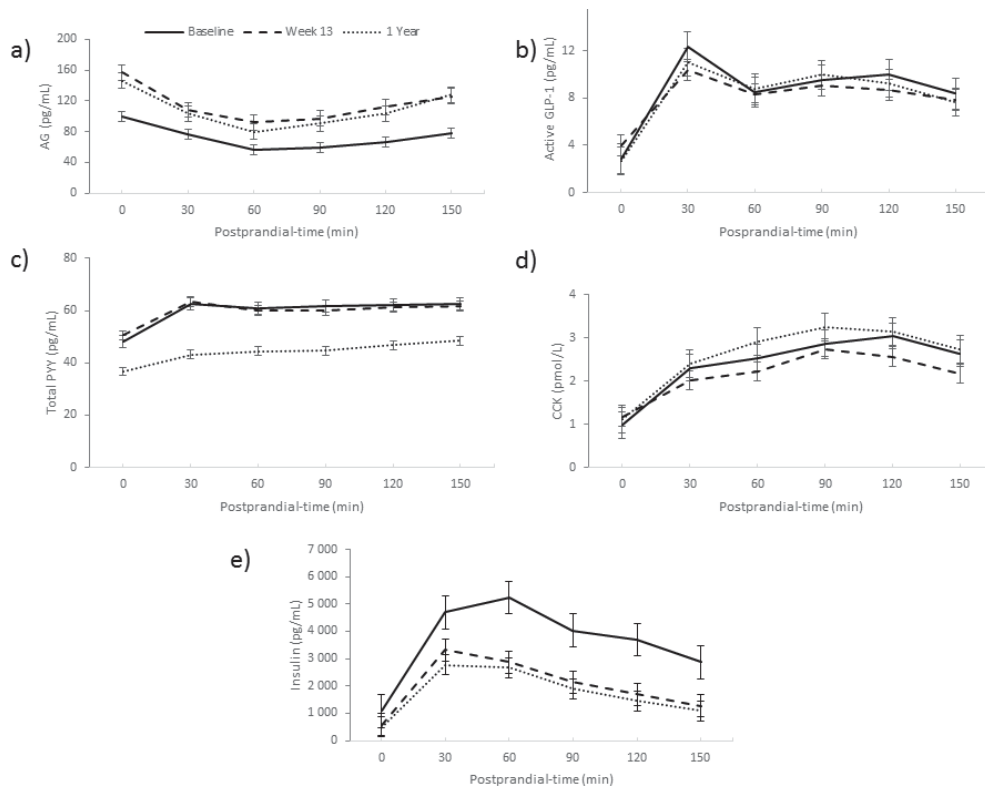 a)
Baseline Week 13 1 Year
AG (pg/mL)
200
160
120
80
40
0
0 30 60 90 120 150
Postprandial-time (min)
b)
Active GLP-1 (pg/mL)
12
8
4
0
0 30 60 90 120 150
Posprandial-time (min)
c)
Total PYY (pg/mL)
80
60
40
20
0
0 30 60 90 120 150
Postprandial-time (min)
d)
CCK (pmol/L)
4
3
2
1
0
0 30 60 90 120 150
Postprandial-time (min)
e)
Insulin (pg/mL)
7 000
6 000
5 000
4 000
3 000
2 000
1 000
0
0 30 60 90 120 150
Postprandial-time (min)